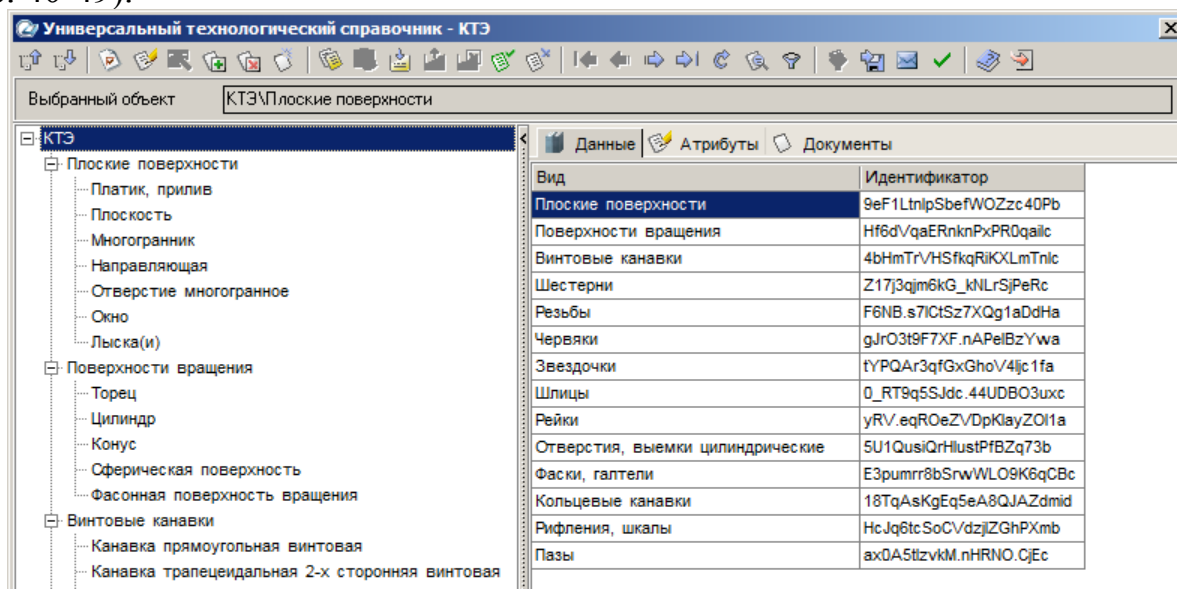 Универсальный технологический справочник - КТЭ
Выбранный объект КТЭ\Плоские поверхности
КТЭ
Плоские поверхности
Платик, прилив
Плоскость
Многогранник
Направляющая
Отверстие многогранное
Окно
Лыска(и)
Поверхности вращения
Торец
Цилиндр
Конус
Сферическая поверхность
Фасонная поверхность вращения
Винтовые канавки
Канавка прямоугольная винтовая
Канавка трапецеидальная 2-х сторонняя винтовая
Данные Атрибуты Документы
Вид Идентификатор
Плоские поверхности 9eF1LtnlpSbefWOZzc40Pb
Поверхности вращения Hf6dVqaERnknPxPR0qailc
Винтовые канавки 4bHmTrVHSfkqRiKXLmTnlc
Шестерни Z17j3qjm6kG_kNLrSjPeRc
Резьбы F6NB.s7lCtSz7XQg1aDdHa
Червяки gJrO3t9F7XF.nAPelBzYwa
Звездочки tYPQAr3qfGxGhoV4ljc1fa
Шлицы 0_RT9q5SJdc.44UDBO3uxc
Рейки yRV.eqROeZVDpKlayZOl1a
Отверстия, выемки цилиндрические 5U1QusiQrHlustPfBZq73b
Фаски, галтели E3pumrr8bSrwWLO9K6qCBc
Кольцевые канавки 18TqAsKgEq5eA8QJAZdmid
Рифления, шкалы HcJq6tcSoCVdzjlZGhPXmb
Пазы ax0A5tlzvkM.nHRNO.CjEc